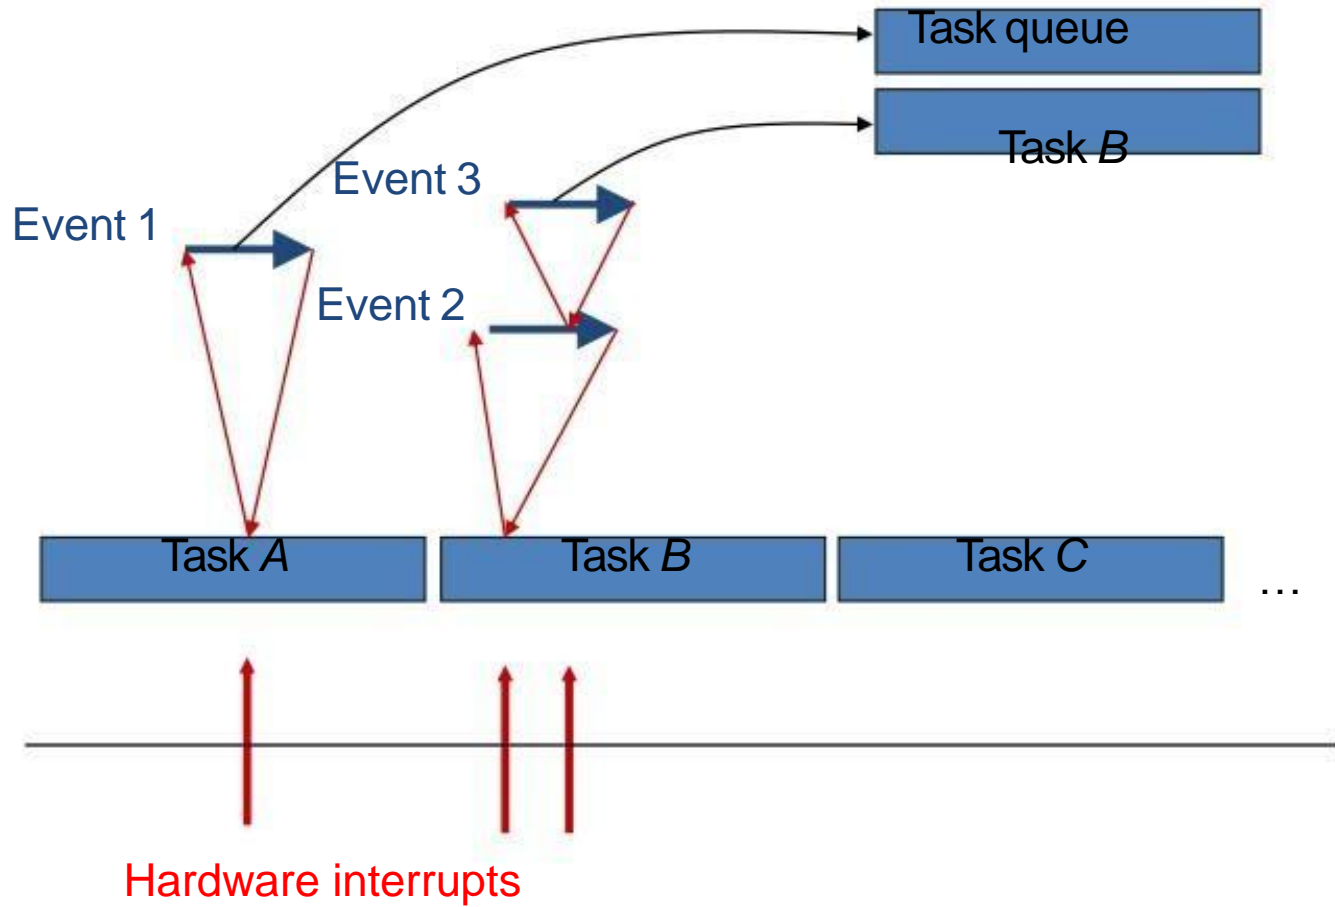 Task queue
Task B
Event 3
Event 1
Event 2
Task A
Task B
Task C
...
Hardware interrupts